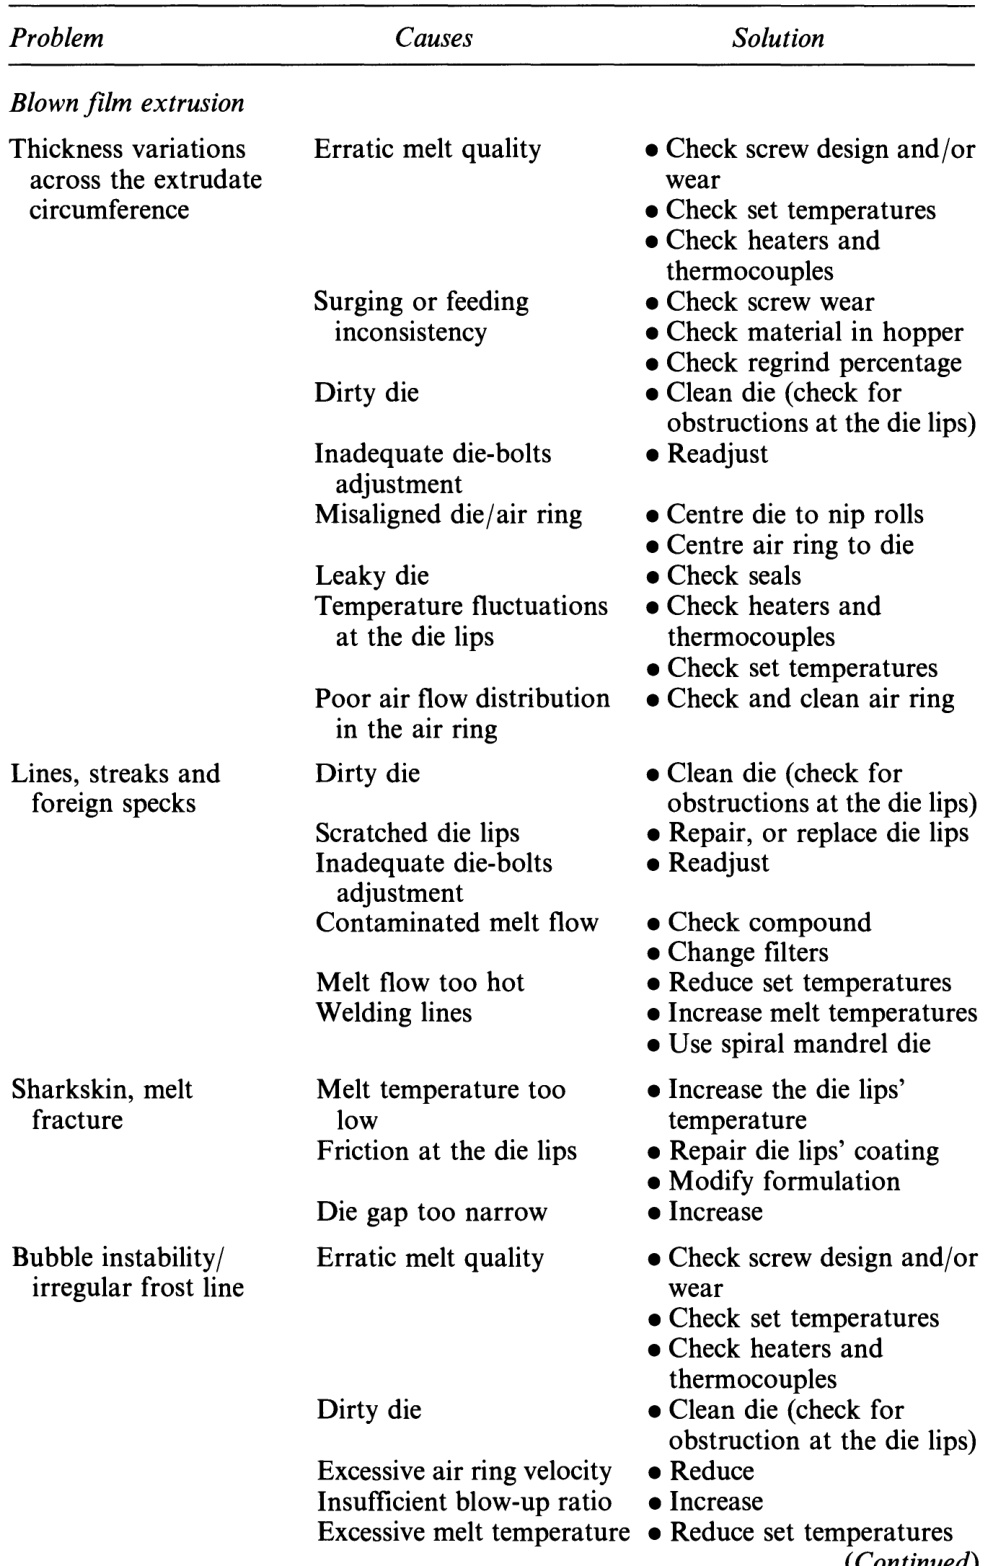 Problem Causes Solution
Blown film extrusion
Thickness variations Erratic melt quality • Check screw design and/or
across the extrudate wear
circumference • Check set temperatures
• Check heaters and
thermocouples
Surging or feeding • Check screw wear
inconsistency • Check material in hopper
• Check regrind percentage
Dirty die • Clean die (check for
obstructions at the die lips)
Inadequate die-bolts • Readjust
adjustment
Misaligned die/air ring • Centre die to nip rolls
• Centre air ring to die
Leaky die • Check seals
Temperature fluctuations • Check heaters and
at the die lips thermocouples
• Check set temperatures
Poor air flow distribution • Check and clean air ring
in the air ring
Lines, streaks and Dirty die • Clean die (check for
foreign specks obstructions at the die lips)
Scratched die lips • Repair, or replace die lips
Inadequate die-bolts • Readjust
adjustment
Contaminated melt flow • Check compound
• Change filters
Melt flow too hot • Reduce set temperatures
Welding lines • Increase melt temperatures
• Use spiral mandrel die
Sharkskin, melt Melt temperature too • Increase the die lips’
fracture low temperature
Friction at the die lips • Repair die lips’ coating
• Modify formulation
Die gap too narrow • Increase
Bubble instability/ Erratic melt quality • Check screw design and/or
irregular frost line wear
• Check set temperatures
• Check heaters and
thermocouples
Dirty die • Clean die (check for
obstruction at the die lips)
Excessive air ring velocity • Reduce
Insufficient blow-up ratio • Increase
Excessive melt temperature • Reduce set temperatures
(Continued)